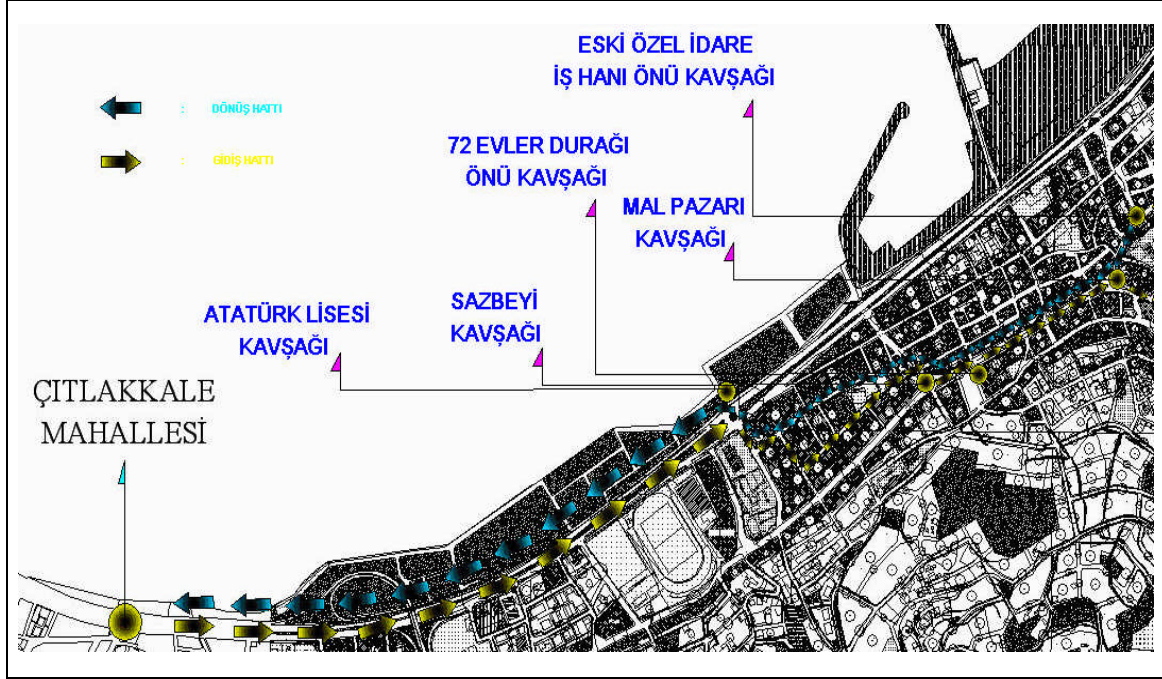 ESKİ ÖZEL İDARE
İŞ HANI ÖNÜ KAVŞAĞI
: DÖNÜŞ HATTI
72 EVLER DURAĞI
ÖNÜ KAVŞAĞI
: GİDİŞ HATTI
MAL PAZARI
KAVŞAĞI
SAZBEYİ
KAVŞAĞI
ATATÜRK LİSESİ
KAVŞAĞI
ÇITLAKKALE
MAHALLESİ